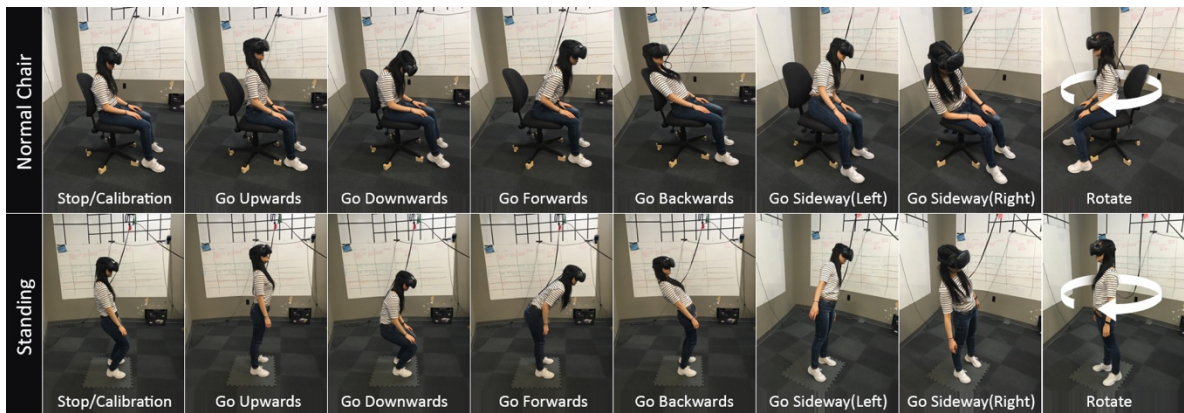 Normal Chair
Stop/Calibration
Go Upwards
Go Downwards
Go Forwards
Go Backwards
Go Sideway(Left)
Go Sideway(Right)
Rotate
Standing
Stop/Calibration
Go Upwards
Go Downwards
Go Forwards
Go Backwards
Go Sideway(Left)
Go Sideway(Right)
Rotate